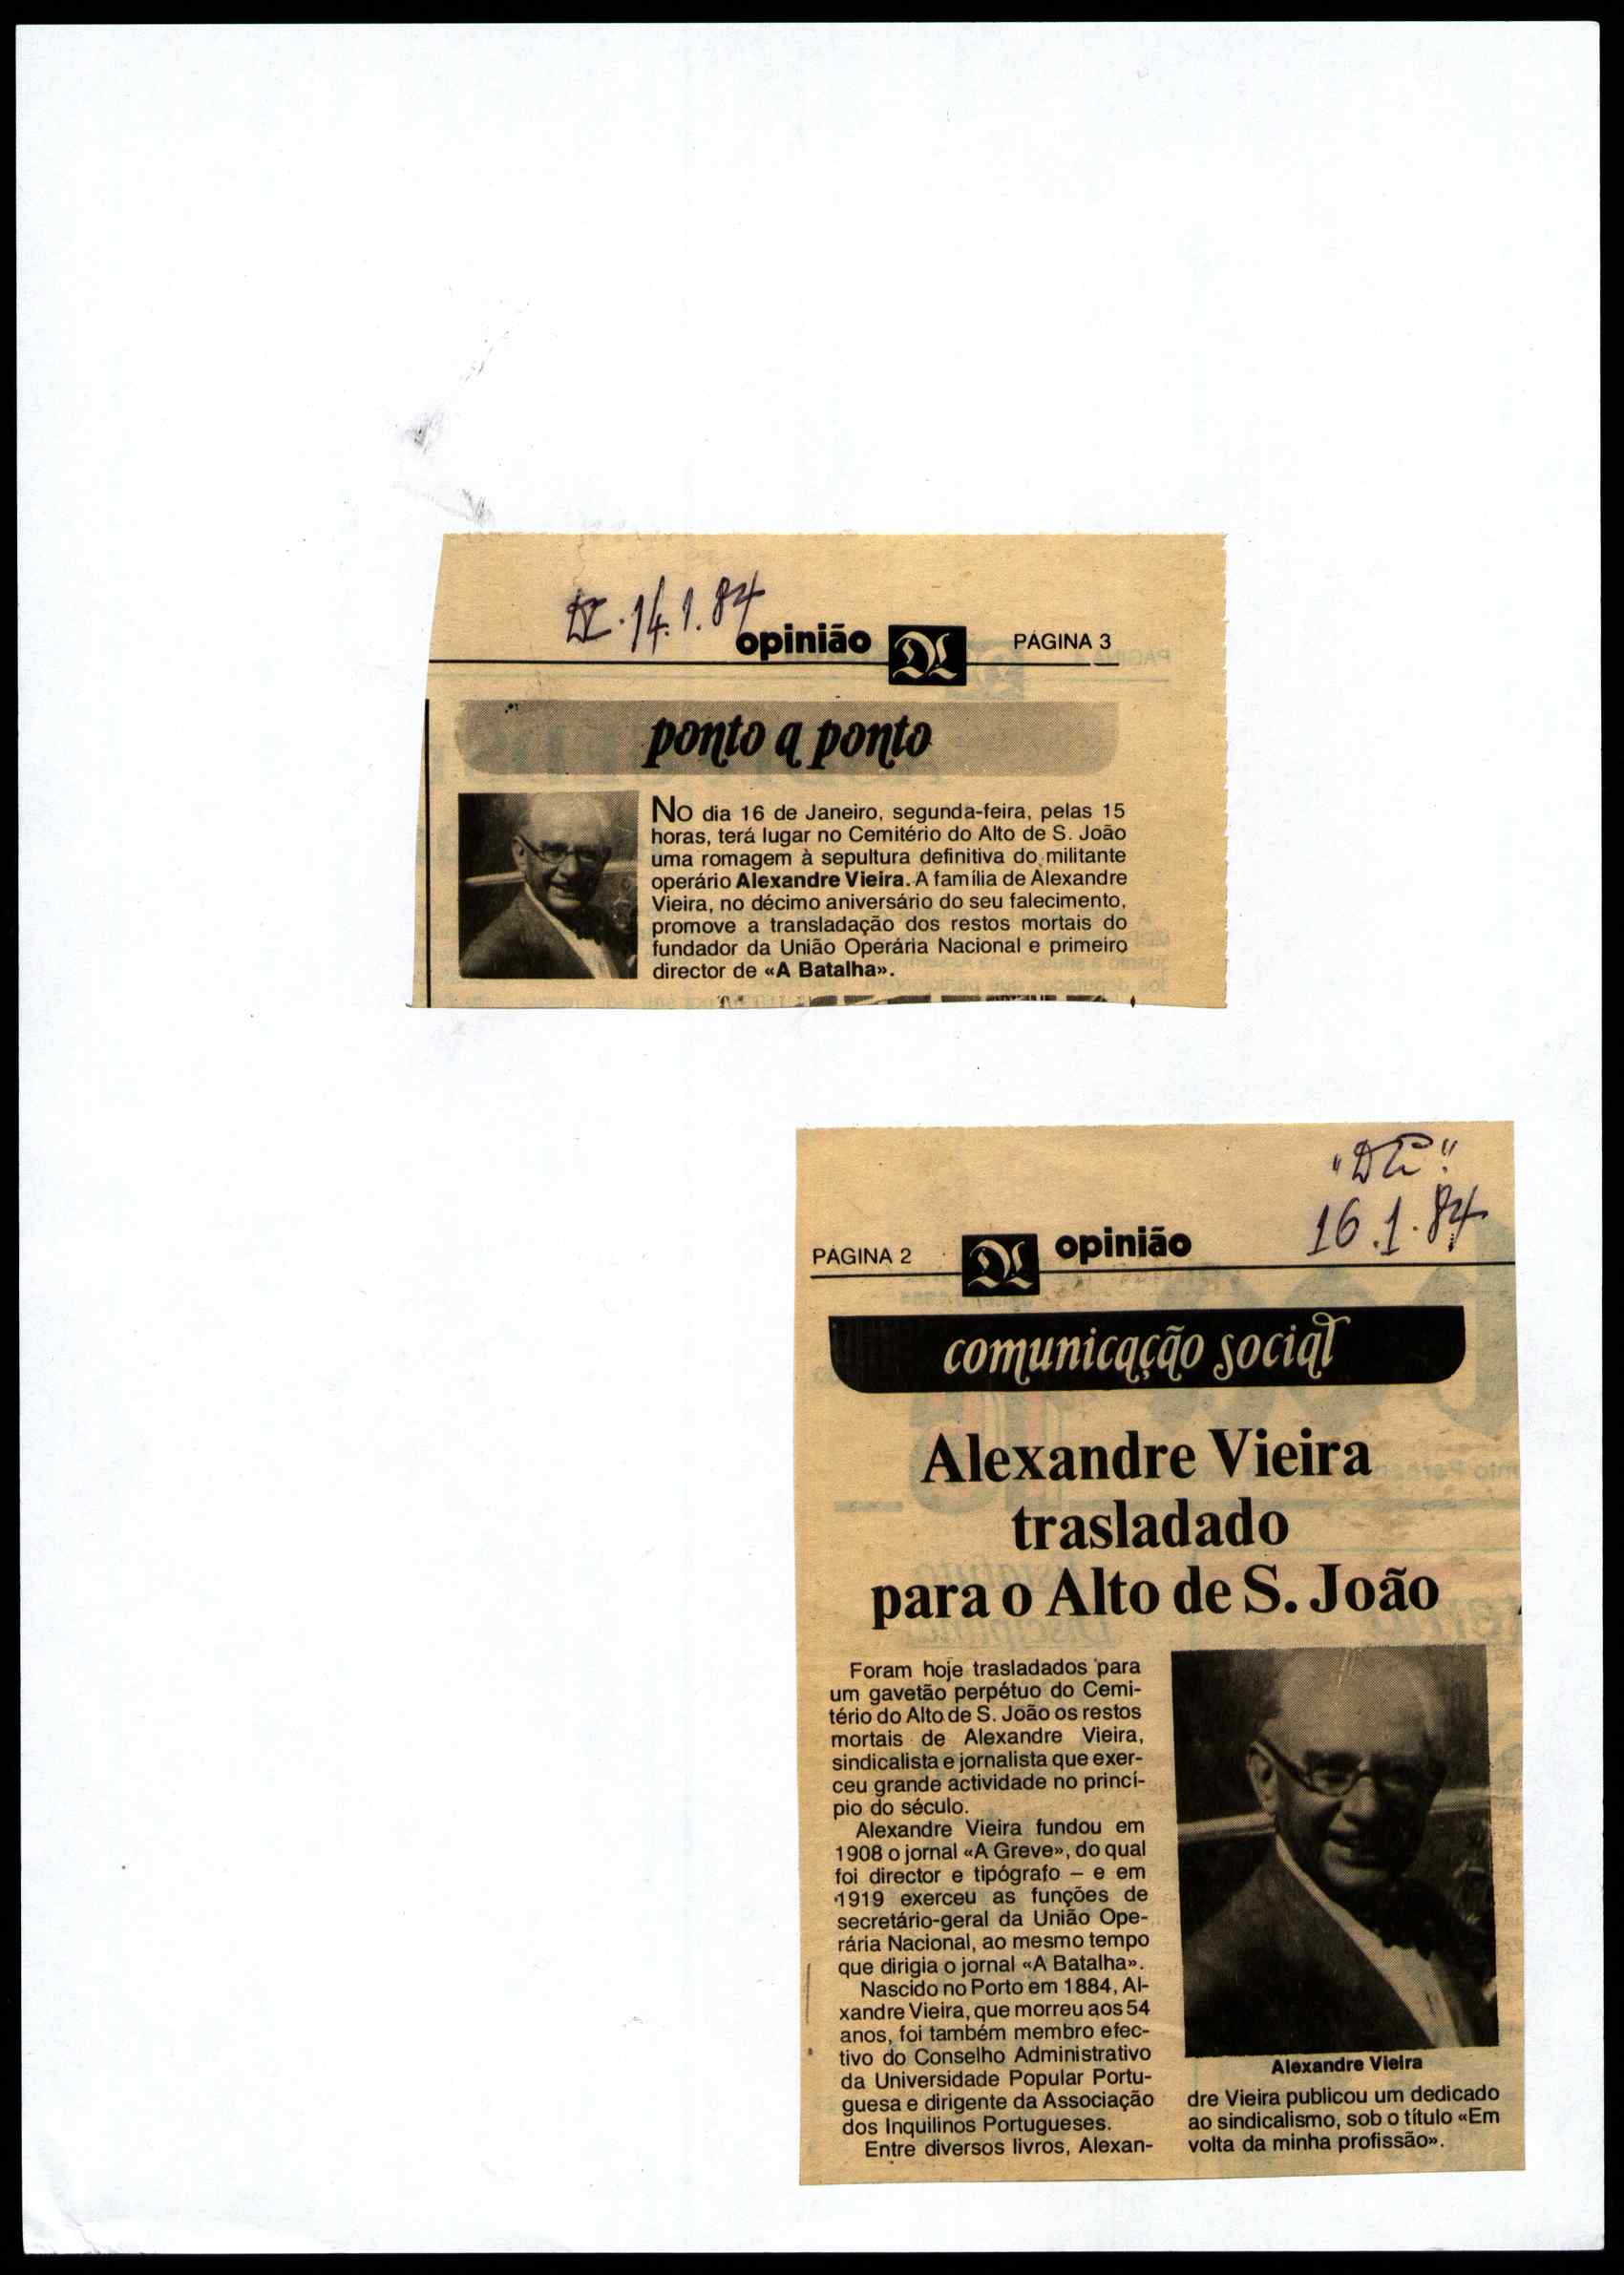 14.1.84
opinião DL PÁGINA 3
ponto a ponto
No dia 16 de Janeiro, segunda-feira, pelas 15
horas, terá lugar no Cemitério do Alto de S. João
uma romagem à sepultura definitiva do militante
operário Alexandre Vieira. A família de Alexandre
Vieira, no décimo aniversário do seu falecimento,
promove a transladação dos restos mortais do
fundador da União Operária Nacional e primeiro
director de «A Batalha».
"DL"
16.1.84
PÁGINA 2 DL opinião
comunicação social
Alexandre Vieira
trasladado
para o Alto de S. João
Foram hoje trasladados para
um gavetão perpétuo do Cemi-
tério do Alto de S. João os restos
mortais de Alexandre Vieira,
sindicalista e jornalista que exer-
ceu grande actividade no princí-
pio do século.
Alexandre Vieira fundou em
1908 o jornal «A Greve», do qual
foi director e tipógrafo – e em
1919 exerceu as funções de
secretário-geral da União Ope-
rária Nacional, ao mesmo tempo
que dirigia o jornal «A Batalha».
Nascido no Porto em 1884, Al-
xandre Vieira, que morreu aos 54
anos, foi também membro efec-
tivo do Conselho Administrativo
da Universidade Popular Portu-
guesa e dirigente da Associação
dos Inquilinos Portugueses.
Entre diversos livros, Alexan-
Alexandre Vieira
dre Vieira publicou um dedicado
ao sindicalismo, sob o título «Em
volta da minha profissão».